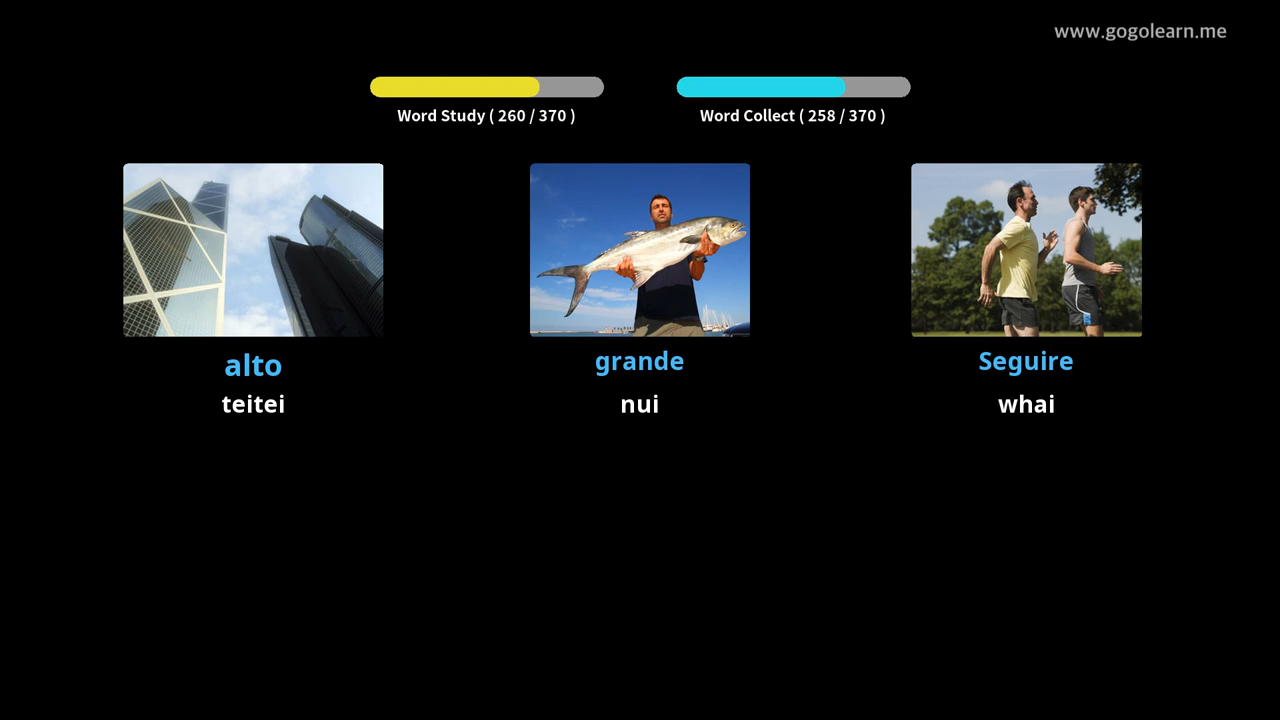 www.gogolearn.me
Word Study ( 260 / 370 )
Word Collect ( 258 / 370 )
alto
grande
Seguire
teitei
nui
whai